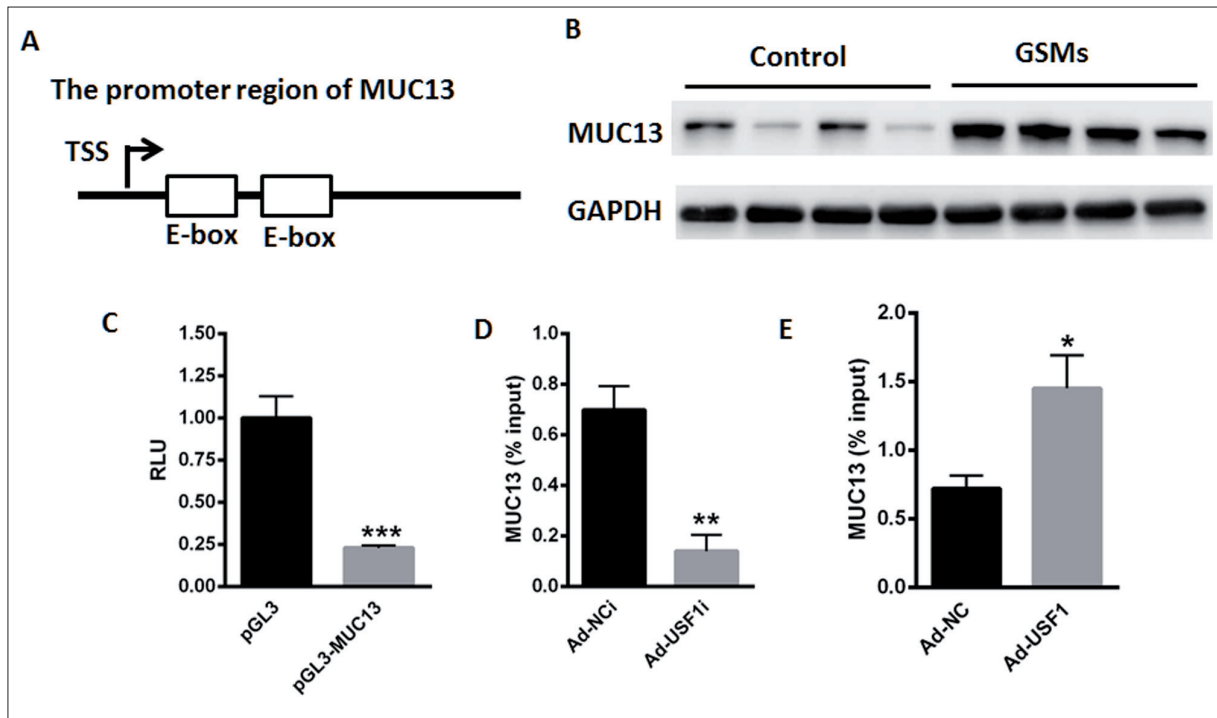 A
The promoter region of MUC13
TSS
E-box E-box
B
Control GSMs
MUC13
GAPDH
C
RLU
1.50
1.25
1.00
0.75
0.50
0.25
0.00
***
pGL3
pGL3-MUC13
D
MUC13 (% input)
1.0
0.8
0.6
0.4
0.2
0.0
**
Ad-NCi
Ad-USF1i
E
MUC13 (% input)
2.0
1.5
1.0
0.5
0.0
*
Ad-NC
Ad-USF1